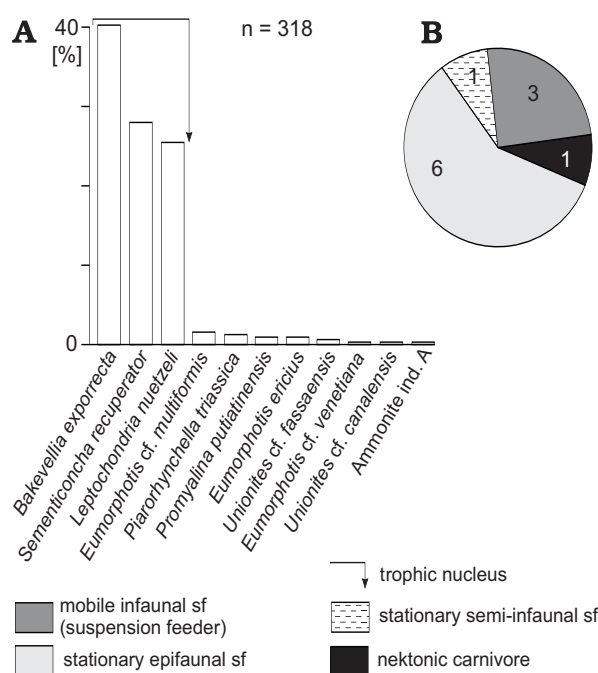 A
40
[%]
0
n = 318
Bakevellia exporrecta
Sementiconcha recuperator
Leptochondria nuetzeli
Eumorphotis cf. multiformis
Piarorhynchella triassica
Promyalina putiatinensis
Eumorphotis ericius
Unionites cf. fassaensis
Eumorphotis cf. venetiana
Unionites cf. canalensis
Ammonite ind. A
B
1
3
6
1
mobile infaunal sf
(suspension feeder)
stationary epifaunal sf
trophic nucleus
stationary semi-infaunal sf
nektonic carnivore